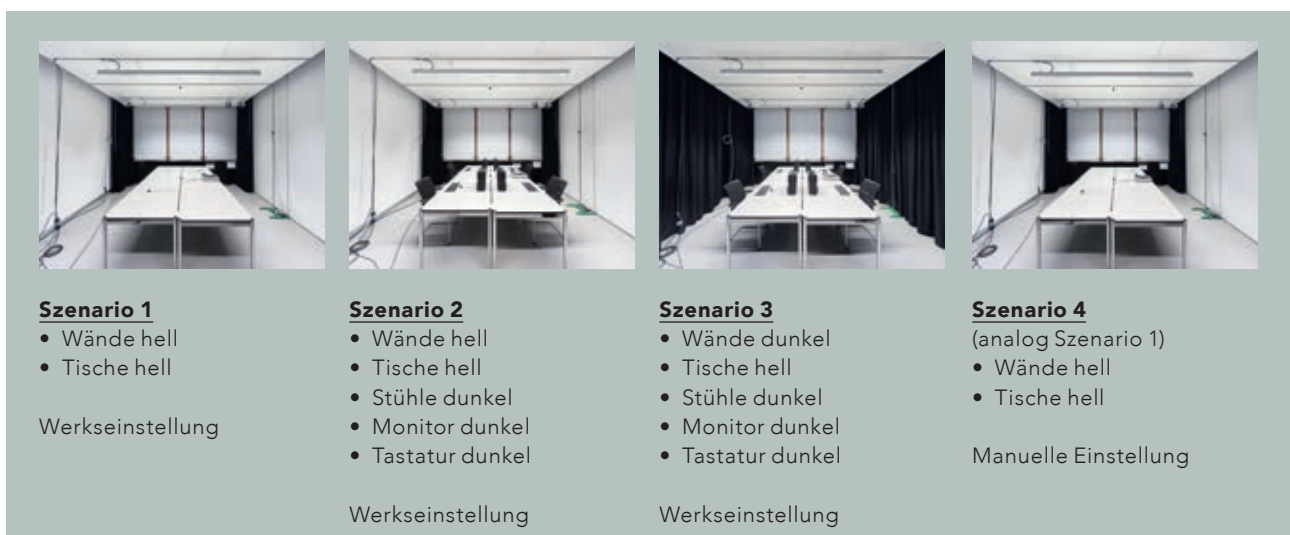 Szenario 1
• Wände hell
• Tische hell
Werkseinstellung
Szenario 2
• Wände hell
• Tische hell
• Stühle dunkel
• Monitor dunkel
• Tastatur dunkel
Werkseinstellung
Szenario 3
• Wände dunkel
• Tische hell
• Stühle dunkel
• Monitor dunkel
• Tastatur dunkel
Werkseinstellung
Szenario 4
(analog Szenario 1)
• Wände hell
• Tische hell
Manuelle Einstellung